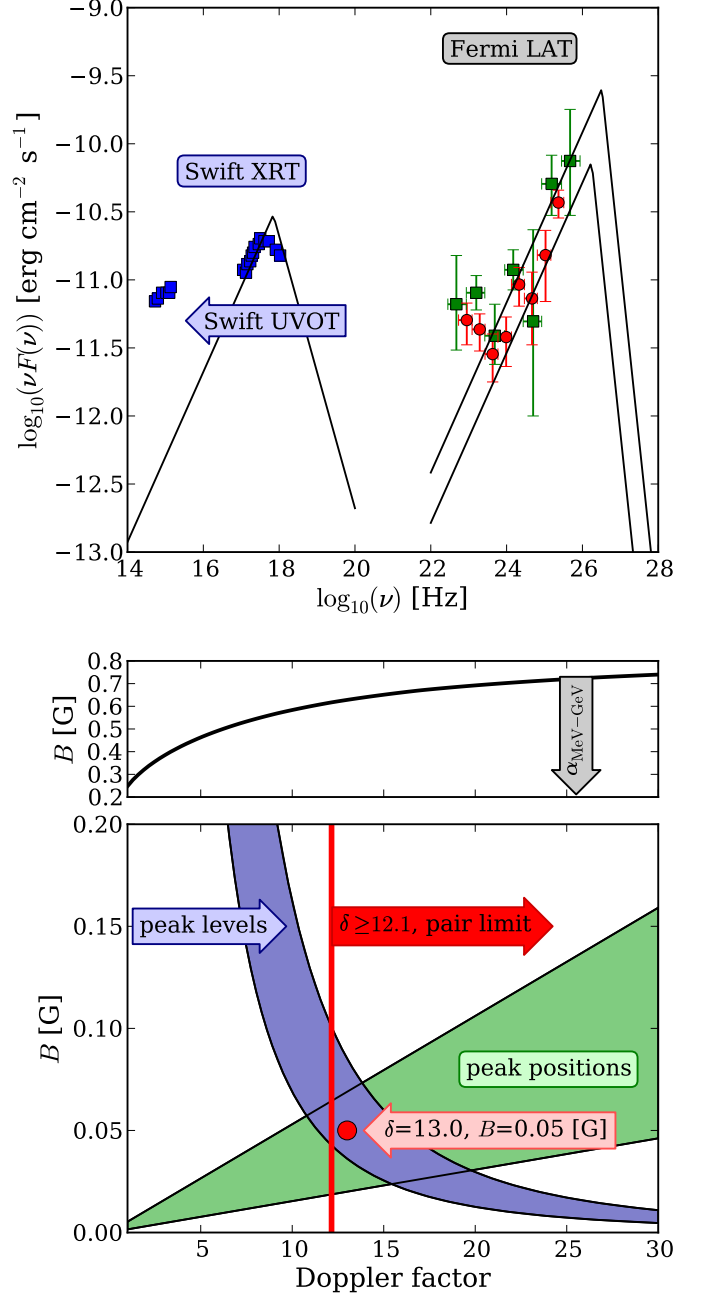 −9.0
−9.5
−10.0
−10.5
−11.0
−11.5
−12.0
−12.5
−13.0
log₁₀(νF(ν)) [erg cm⁻² s⁻¹]
Fermi LAT
Swift XRT
Swift UVOT
14 16 18 20 22 24 26 28
log₁₀(ν) [Hz]
0.8
0.7
0.6
0.5
0.4
0.3
0.2
B [G]
α_MeV−GeV
0.20
0.15
0.10
0.05
0.00
B [G]
peak levels
δ ≥12.1, pair limit
peak positions
δ=13.0, B=0.05 [G]
5 10 15 20 25 30
Doppler factor